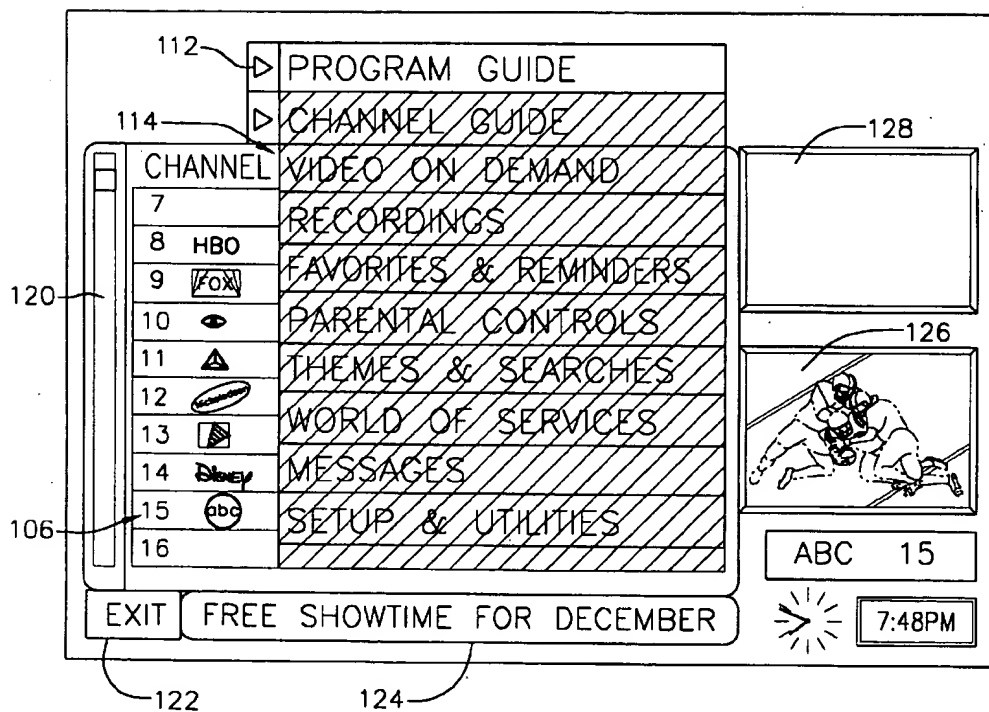 112
PROGRAM GUIDE
CHANNEL GUIDE
114
128
CHANNEL
VIDEO ON DEMAND
7
RECORDINGS
8 HBO
FAVORITES & REMINDERS
9 FOX
120
10
PARENTAL CONTROLS
126
11
THEMES & SEARCHES
12 Nickelodeon
WORLD OF SERVICES
13
14 Disney
MESSAGES
15 abc
SETUP & UTILITIES
106
16
ABC 15
EXIT
FREE SHOWTIME FOR DECEMBER
7:48PM
122
124